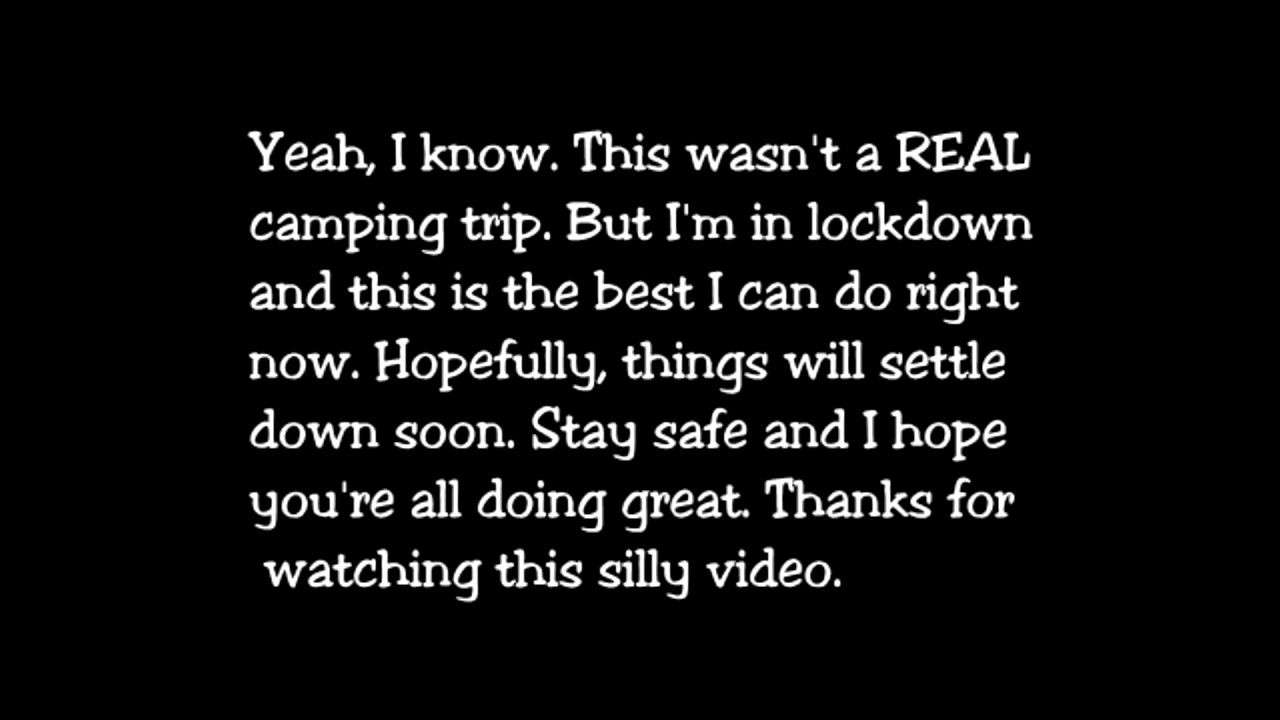 Yeah, I know. This wasn't a REAL
camping trip. But I'm in lockdown
and this is the best I can do right
now. Hopefully, things will settle
down soon. Stay safe and I hope
you're all doing great. Thanks for
watching this silly video.